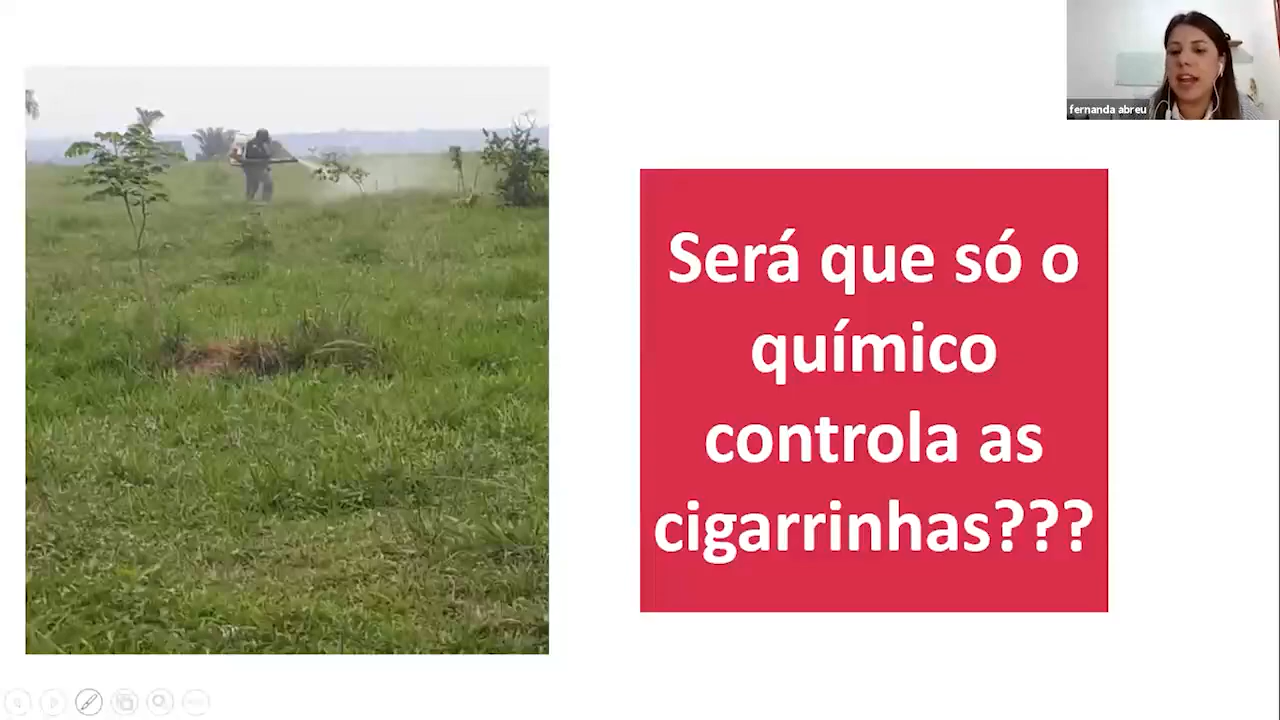 fernanda abreu
Será que só o
químico
controla as
cigarrinhas???